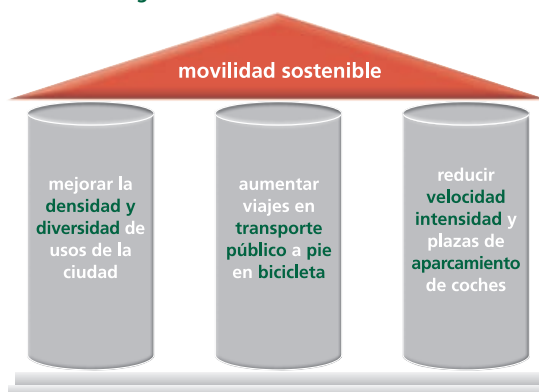 movilidad sostenible
mejorar la
densidad y
diversidad de
usos de la
ciudad
aumentar
viajes en
transporte
público a pie
en bicicleta
reducir
velocidad
intensidad y
plazas de
aparcamiento
de coches